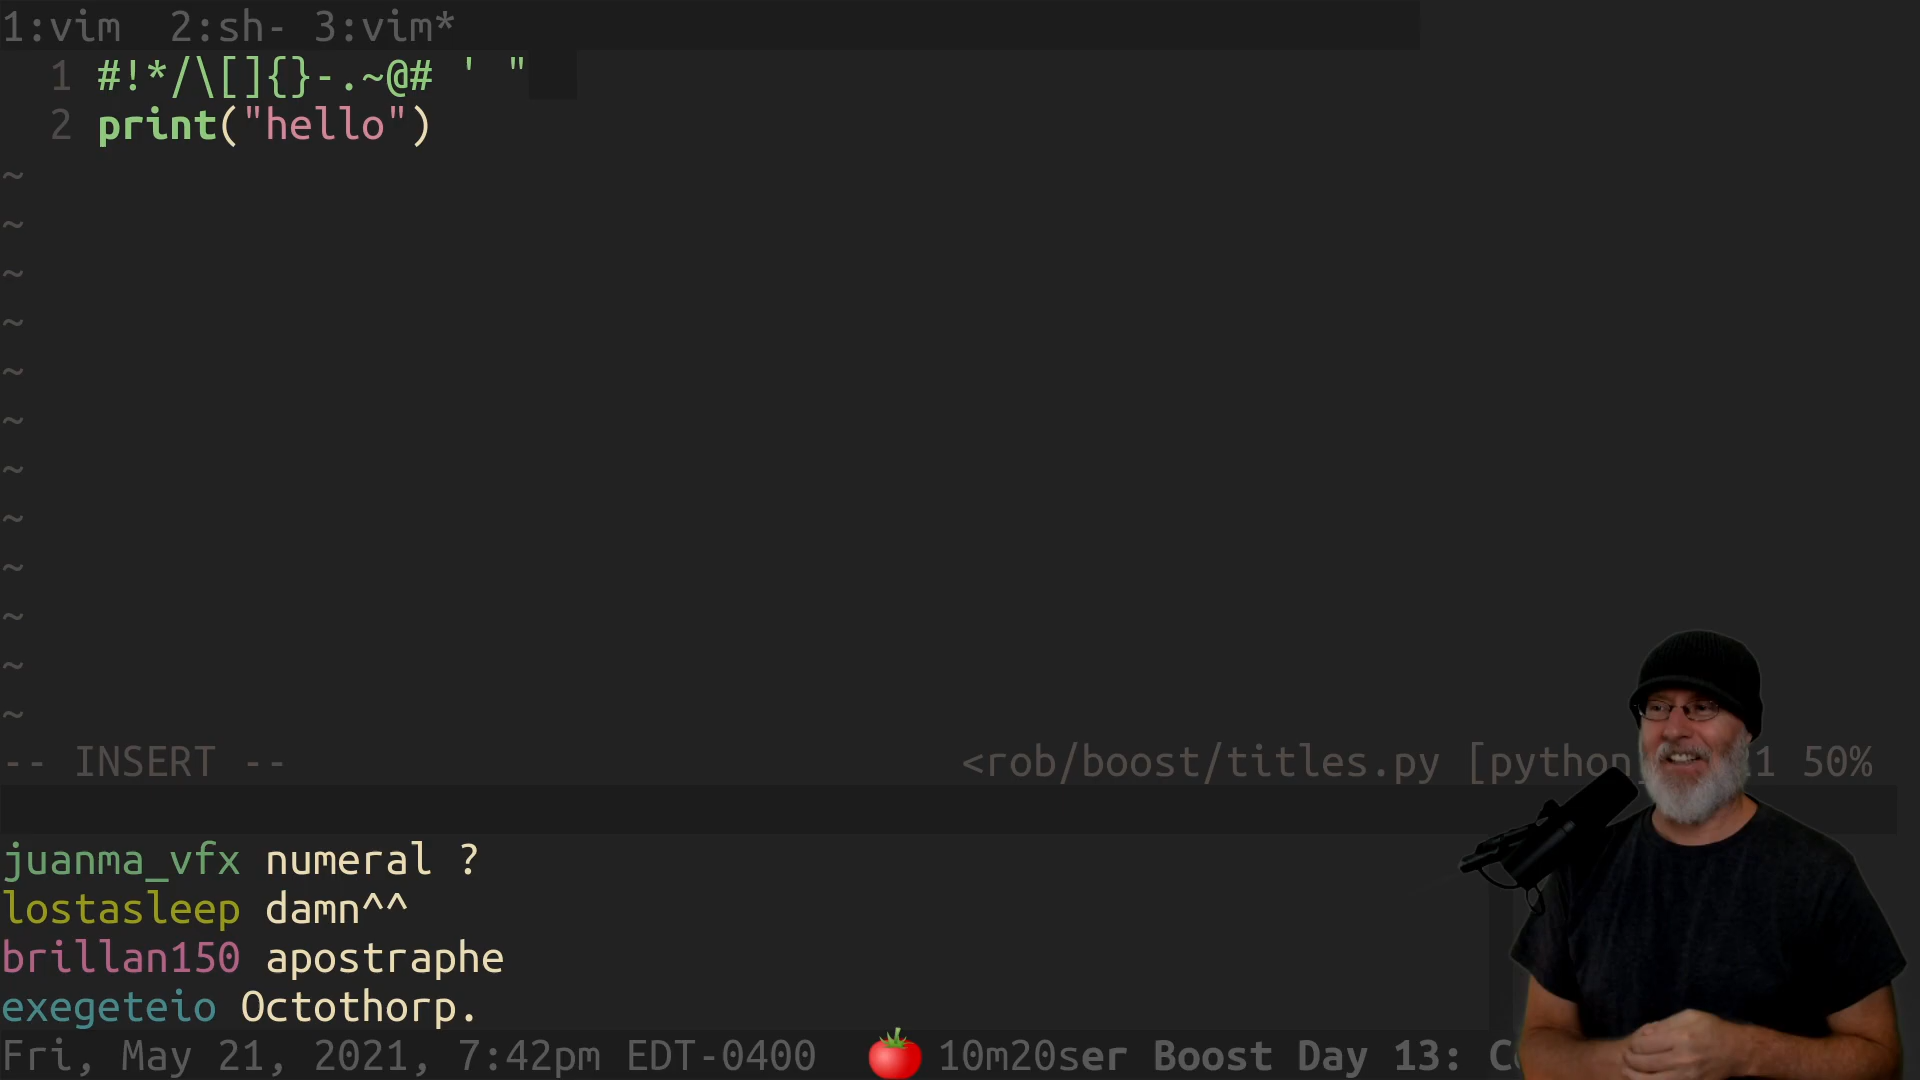 1:vim  2:sh- 3:vim*
1 #!*/\[]{}-.~@# ' "
2 print("hello")
~
~
~
~
~
~
~
~
~
~
~
~
-- INSERT -- <rob/boost/titles.py [python] 50%
juanma_vfx numeral ?
lostasleep damn^^
brillan150 apostraphe
exegeteio Octothorp.
Fri, May 21, 2021, 7:42pm EDT-0400 🍅 10m20ser Boost Day 13: